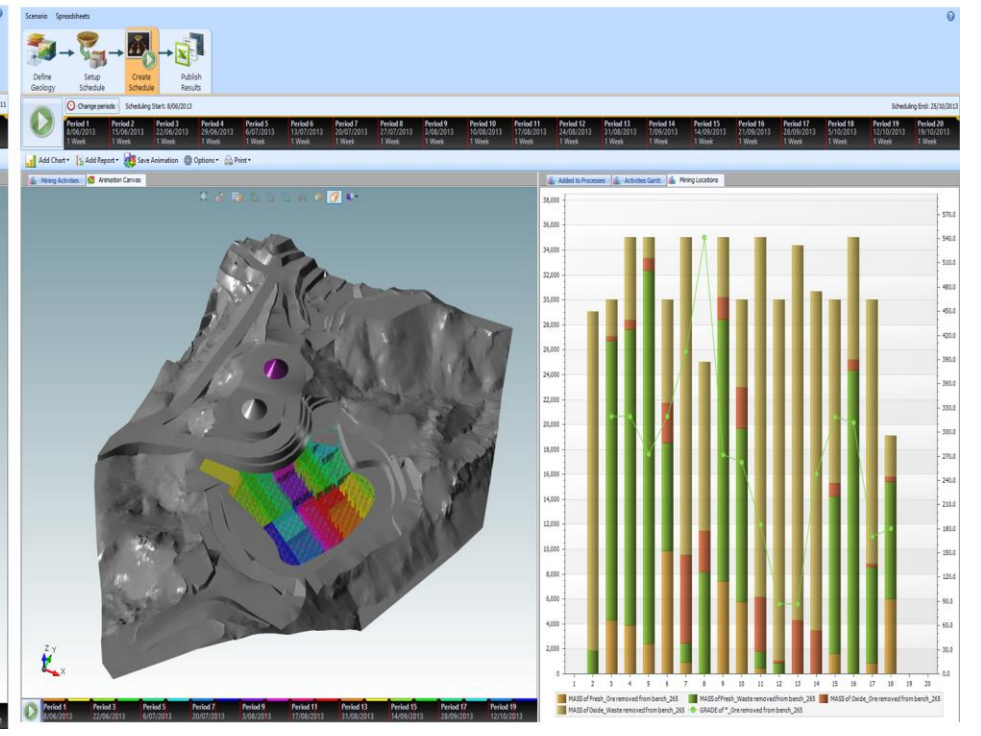 Scenario Spreadsheets
Define Geology
Setup Schedule
Create Schedule
Publish Results
11
Change periods Scheduling Start: 8/06/2013 Scheduling End: 25/10/2013
Period 1 Period 2 Period 3 Period 4 Period 5 Period 6 Period 7 Period 8 Period 9 Period 10 Period 11 Period 12 Period 13 Period 14 Period 15 Period 16 Period 17 Period 18 Period 19 Period 20
8/06/2013 15/06/2013 22/06/2013 29/06/2013 6/07/2013 13/07/2013 20/07/2013 27/07/2013 3/08/2013 10/08/2013 17/08/2013 24/08/2013 31/08/2013 7/09/2013 14/09/2013 21/09/2013 28/09/2013 5/10/2013 12/10/2013 19/10/2013
1 Week 1 Week 1 Week 1 Week 1 Week 1 Week 1 Week 1 Week 1 Week 1 Week 1 Week 1 Week 1 Week 1 Week 1 Week 1 Week 1 Week 1 Week 1 Week 1 Week
Add Chart Add Report Save Animation Options Print
Mining Activities Animation Canvas
Added to Processes Activities Gantt Mining Locations
38,000
36,000
34,000
32,000
30,000
28,000
26,000
24,000
22,000
20,000
18,000
16,000
14,000
12,000
10,000
8,000
6,000
4,000
2,000
0
570.0
540.0
510.0
480.0
450.0
420.0
390.0
360.0
330.0
300.0
270.0
240.0
210.0
180.0
150.0
120.0
90.0
60.0
30.0
0.0
1 2 3 4 5 6 7 8 9 10 11 12 13 14 15 16 17 18 19 20
MASS of Fresh_Ore removed from bench_265 MASS of Fresh_Waste removed from bench_265 MASS of Oxide_Ore removed from bench_265
MASS of Oxide_Waste removed from bench_265 GRADE of *_Ore removed from bench_265
Z Y
X
Period 1 Period 3 Period 5 Period 7 Period 9 Period 11 Period 13 Period 15 Period 17 Period 19
8/06/2013 22/06/2013 6/07/2013 20/07/2013 3/08/2013 17/08/2013 31/08/2013 14/09/2013 28/09/2013 12/10/2013